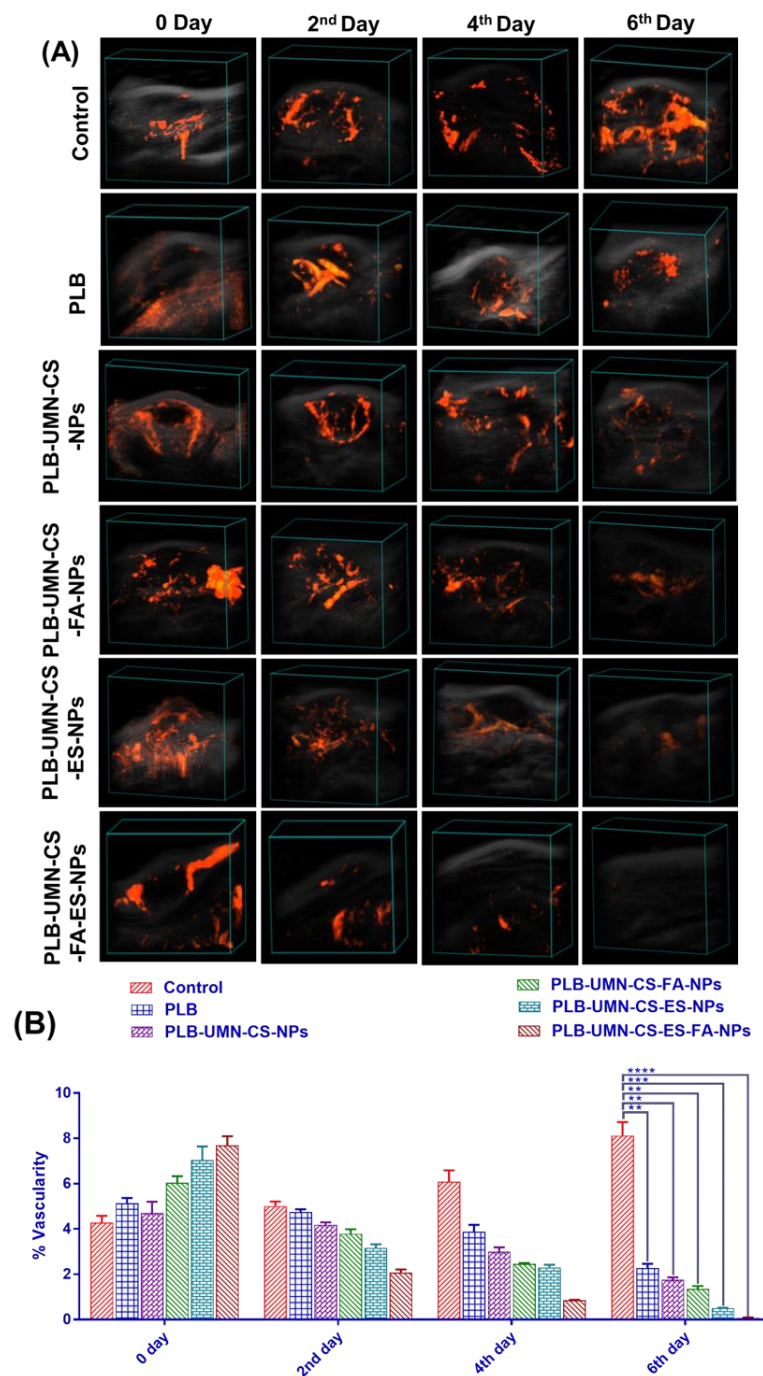 0 Day 2nd Day 4th Day 6th Day
(A)
Control
PLB
PLB-UMN-CS
-NPs
PLB-UMN-CS
-FA-NPs
PLB-UMN-CS
-ES-NPs
PLB-UMN-CS
-FA-ES-NPs
Control
PLB
PLB-UMN-CS-NPs
PLB-UMN-CS-FA-NPs
PLB-UMN-CS-ES-NPs
PLB-UMN-CS-ES-FA-NPs
(B)
% Vascularity
10
8
6
4
2
0
****
***
**
**
**
0 day
2nd day
4th day
6th day